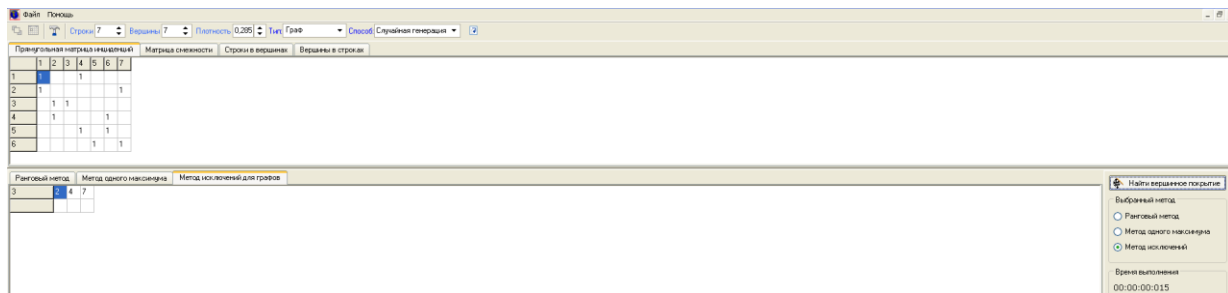 Файл Помощь
Строки 7 Вершины 7 Плотность 0,285 Тип: Граф Способ Случайная генерация
Прямугольная матрица инциденций Матрица смежности Строки в вершинах Вершины в строках
1 2 3 4 5 6 7
1 1 1
2 1 1
3 1 1
4 1 1
5 1 1
6 1 1
Ранговый метод Метод одного максимума Метод исключений для графов
3 2 4 7
Найти вершинное покрытие
Выбранный метод
Ранговый метод
Метод одного максимума
Метод исключений
Время выполнения
00:00:00:015